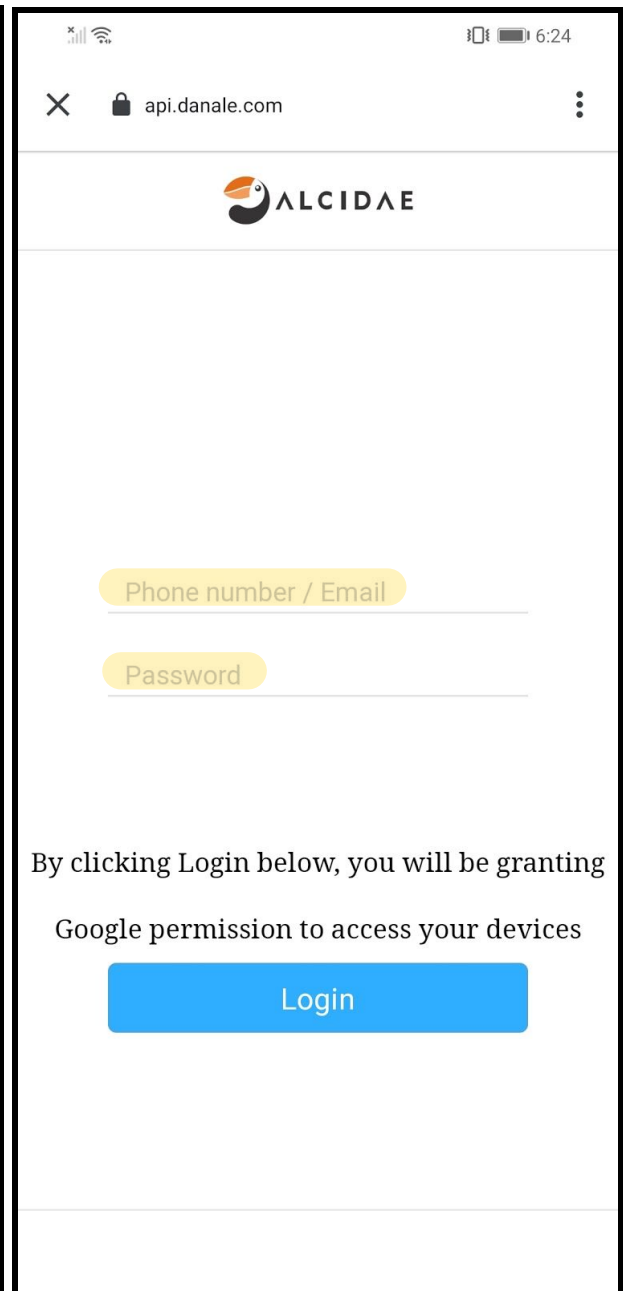 6:24
api.danale.com
ALCIDAE
Phone number / Email
Password
By clicking Login below, you will be granting
Google permission to access your devices
Login